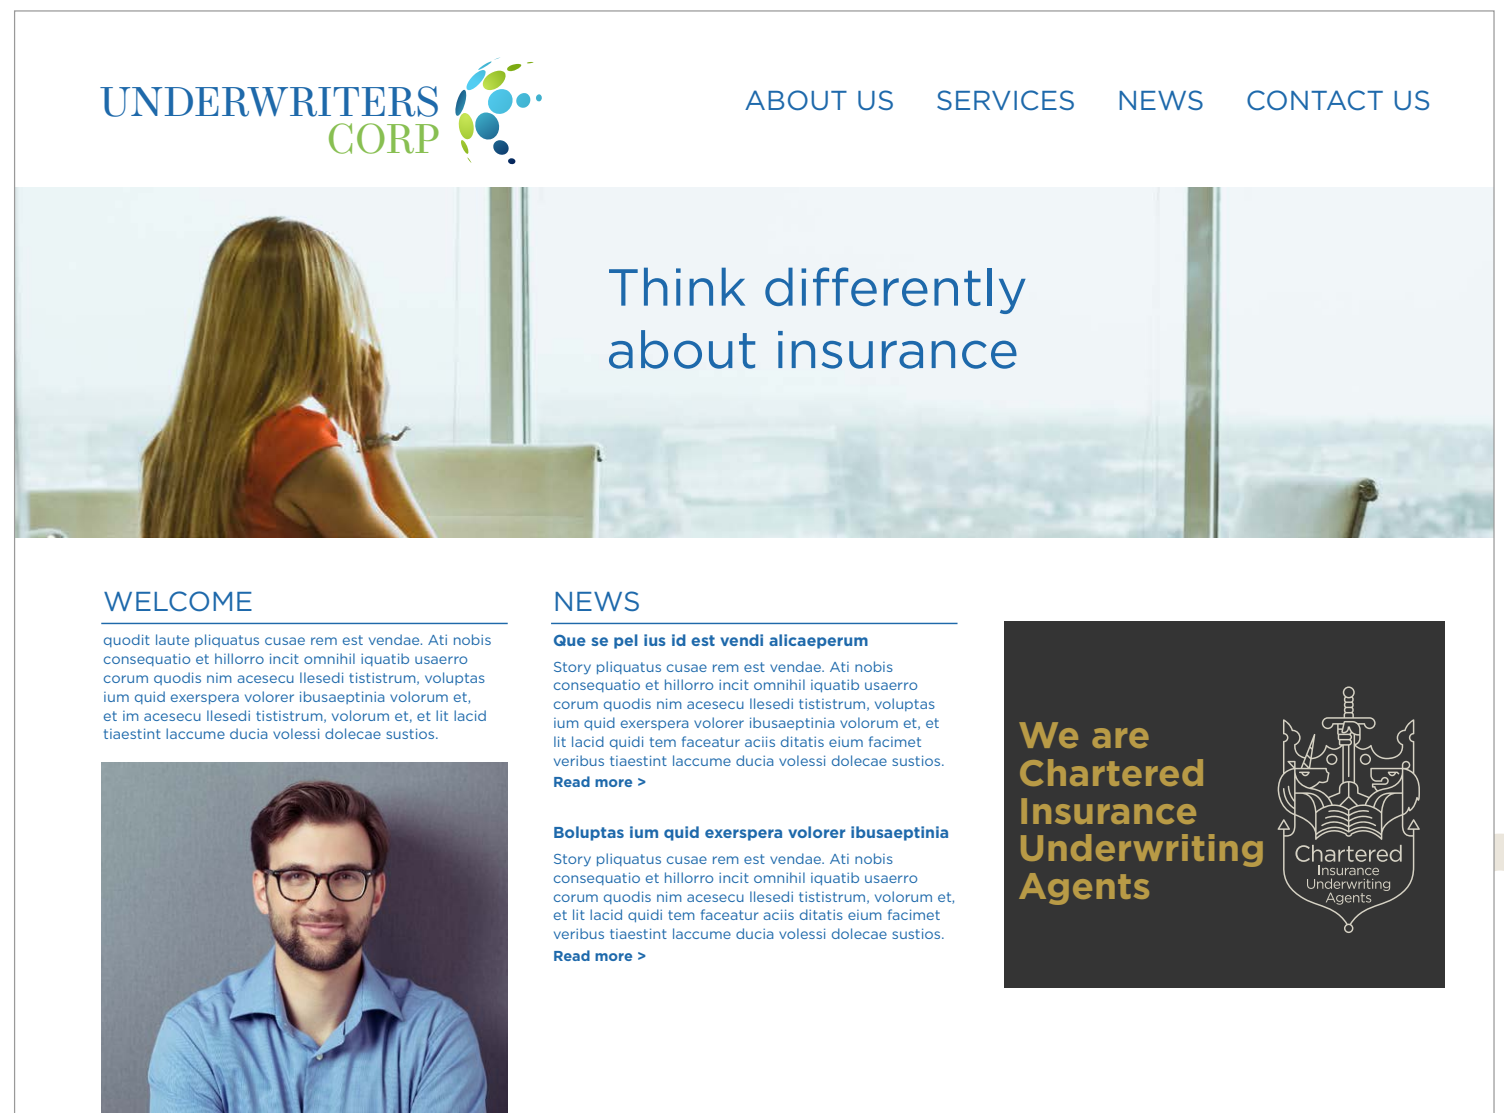 UNDERWRITERS
CORP
ABOUT US SERVICES NEWS CONTACT US
Think differently
about insurance
WELCOME
quodit laute pliquatus cusae rem est vendae. Ati nobis
consequatio et hillorro incit omnihil iquatib usaerro
corum quodis nim acesecu llesedi tististrum, voluptas
ium quid exerspera volorer ibusaeptinia volorum et,
et im acesecu llesedi tististrum, volorum et, et lit lacid
tiaestint laccume ducia volessi dolecae sustios.
NEWS
Que se pel ius id est vendi alicaeperum
Story pliquatus cusae rem est vendae. Ati nobis
consequatio et hillorro incit omnihil iquatib usaerro
corum quodis nim acesecu llesedi tististrum, voluptas
ium quid exerspera volorer ibusaeptinia volorum et, et
lit lacid quidi tem faceatur aciis ditatis eium facimet
veribus tiaestint laccume ducia volessi dolecae sustios.
Read more >
Boluptas ium quid exerspera volorer ibusaeptinia
Story pliquatus cusae rem est vendae. Ati nobis
consequatio et hillorro incit omnihil iquatib usaerro
corum quodis nim acesecu llesedi tististrum, volorum et,
et lit lacid quidi tem faceatur aciis ditatis eium facimet
veribus tiaestint laccume ducia volessi dolecae sustios.
Read more >
We are
Chartered
Insurance
Underwriting
Agents
Chartered
Insurance
Underwriting
Agents